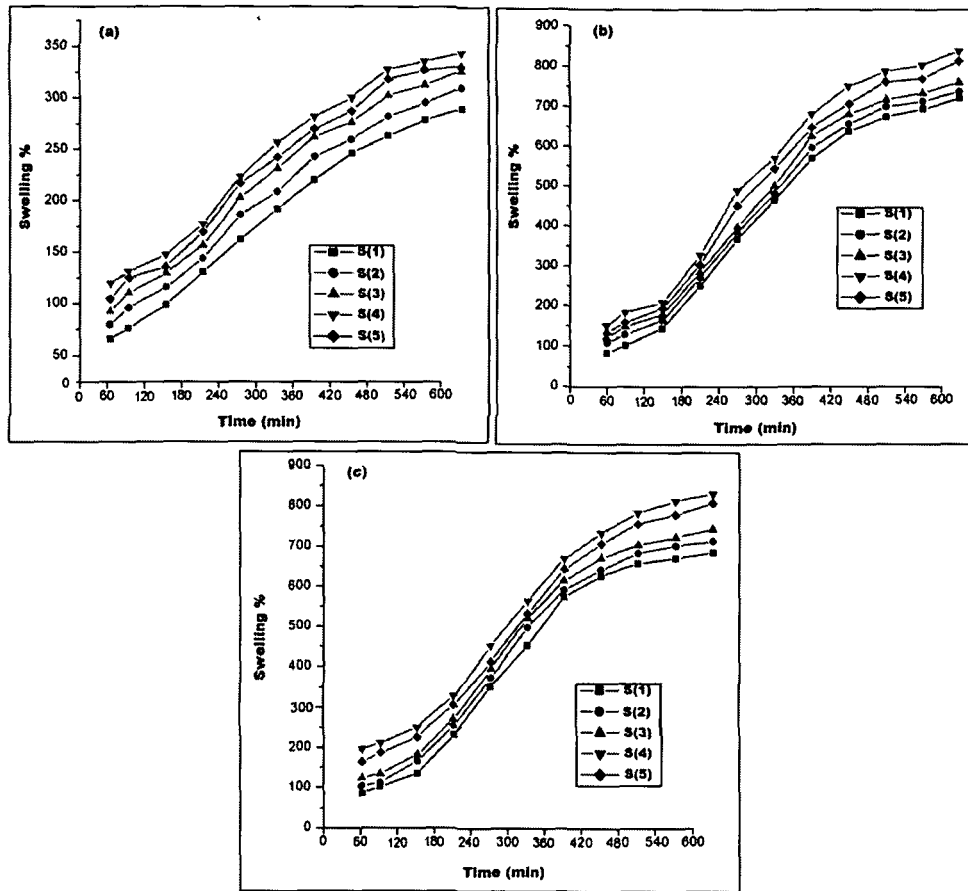 (a)
350
300
250
200
150
100
50
0
Swelling %
0 60 120 180 240 300 360 420 480 540 600
Time (min)
S(1)
S(2)
S(3)
S(4)
S(5)
(b)
900
800
700
600
500
400
300
200
100
0
Swelling %
0 60 120 180 240 300 360 420 480 540 600
Time (min)
S(1)
S(2)
S(3)
S(4)
S(5)
(c)
900
800
700
600
500
400
300
200
100
0
Swelling %
0 60 120 180 240 300 360 420 480 540 600
Time (min)
S(1)
S(2)
S(3)
S(4)
S(5)